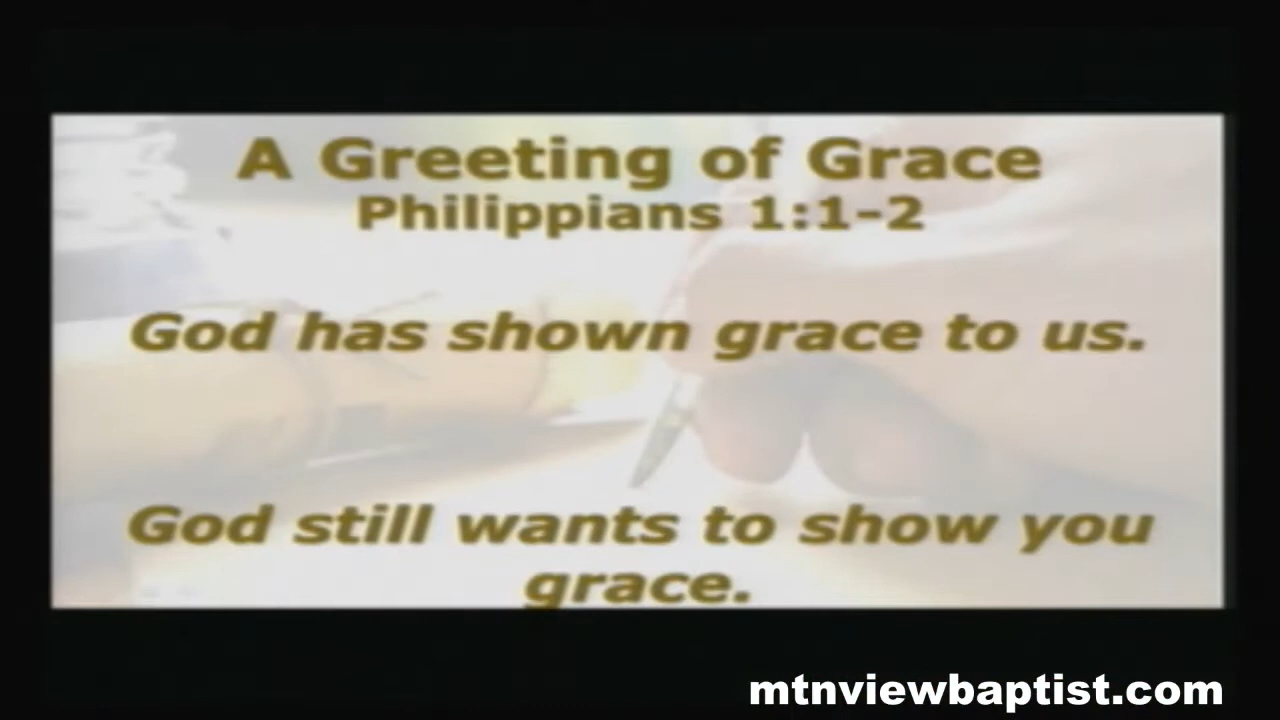 A Greeting of Grace
Philippians 1:1-2
God has shown grace to us.
God still wants to show you
grace.
mtnviewbaptist.com